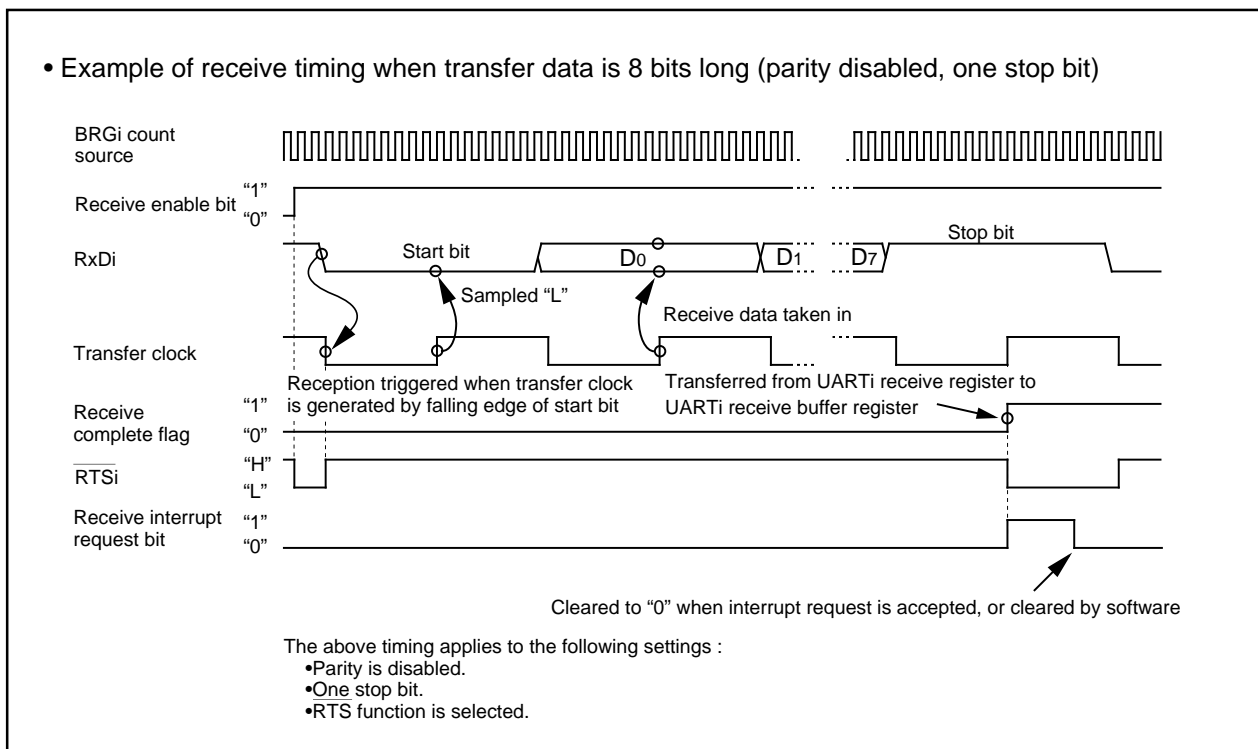 • Example of receive timing when transfer data is 8 bits long (parity disabled, one stop bit)
BRGi count
source
Receive enable bit
“1”
“0”
RxDi
Start bit
D0
D1
D7
Stop bit
Sampled “L”
Receive data taken in
Transfer clock
Reception triggered when transfer clock
is generated by falling edge of start bit
Transferred from UARTi receive register to
UARTi receive buffer register
Receive
complete flag
“1”
“0”
RTSi
“H”
“L”
Receive interrupt
request bit
“1”
“0”
Cleared to “0” when interrupt request is accepted, or cleared by software
The above timing applies to the following settings :
•Parity is disabled.
•One stop bit.
•RTS function is selected.